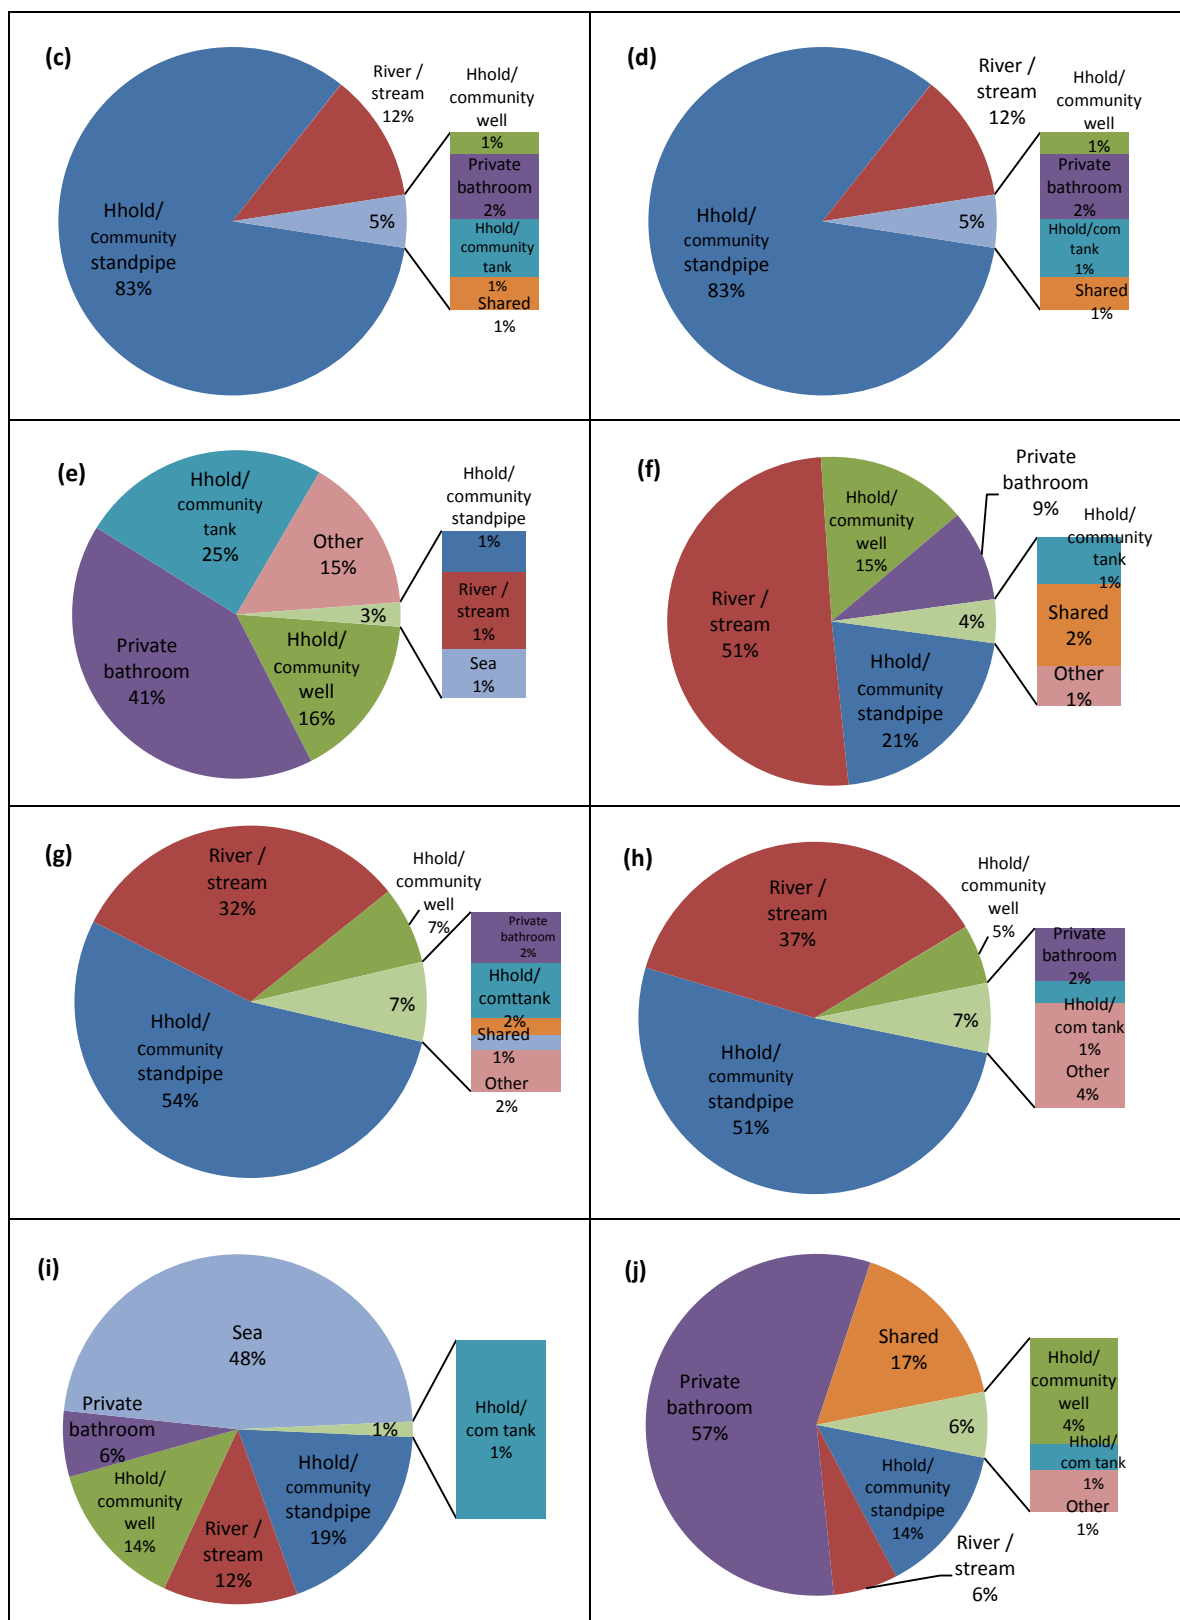 (c)
River /
stream
12%
Hhold/
community
well
1%
Private
bathroom
2%
Hhold/
community
tank
1%
Shared
1%
5%
Hhold/
community
standpipe
83%
(d)
River /
stream
12%
Hhold/
community
well
1%
Private
bathroom
2%
Hhold/com
tank
1%
Shared
1%
5%
Hhold/
community
standpipe
83%
(e)
Hhold/
community
tank
25%
Other
15%
Hhold/
community
standpipe
1%
River /
stream
1%
Sea
1%
3%
Private
bathroom
41%
Hhold/
community
well
16%
(f)
Hhold/
community
well
15%
Private
bathroom
9%
Hhold/
community
tank
1%
Shared
2%
Other
1%
4%
River /
stream
51%
Hhold/
community
standpipe
21%
(g)
River /
stream
32%
Hhold/
community
well
7%
Private
bathroom
2%
Hhold/
comttank
2%
Shared
1%
Other
2%
7%
Hhold/
community
standpipe
54%
(h)
River /
stream
37%
Hhold/
community
well
5%
Private
bathroom
2%
Hhold/
com tank
1%
Other
4%
7%
Hhold/
community
standpipe
51%
(i)
Sea
48%
Private
bathroom
6%
1%
Hhold/
com tank
1%
Hhold/
community
well
14%
River /
stream
12%
Hhold/
community
standpipe
19%
(j)
Shared
17%
Private
bathroom
57%
6%
Hhold/
community
well
4%
Hhold/
com tank
1%
Other
1%
Hhold/
community
standpipe
14%
River /
stream
6%